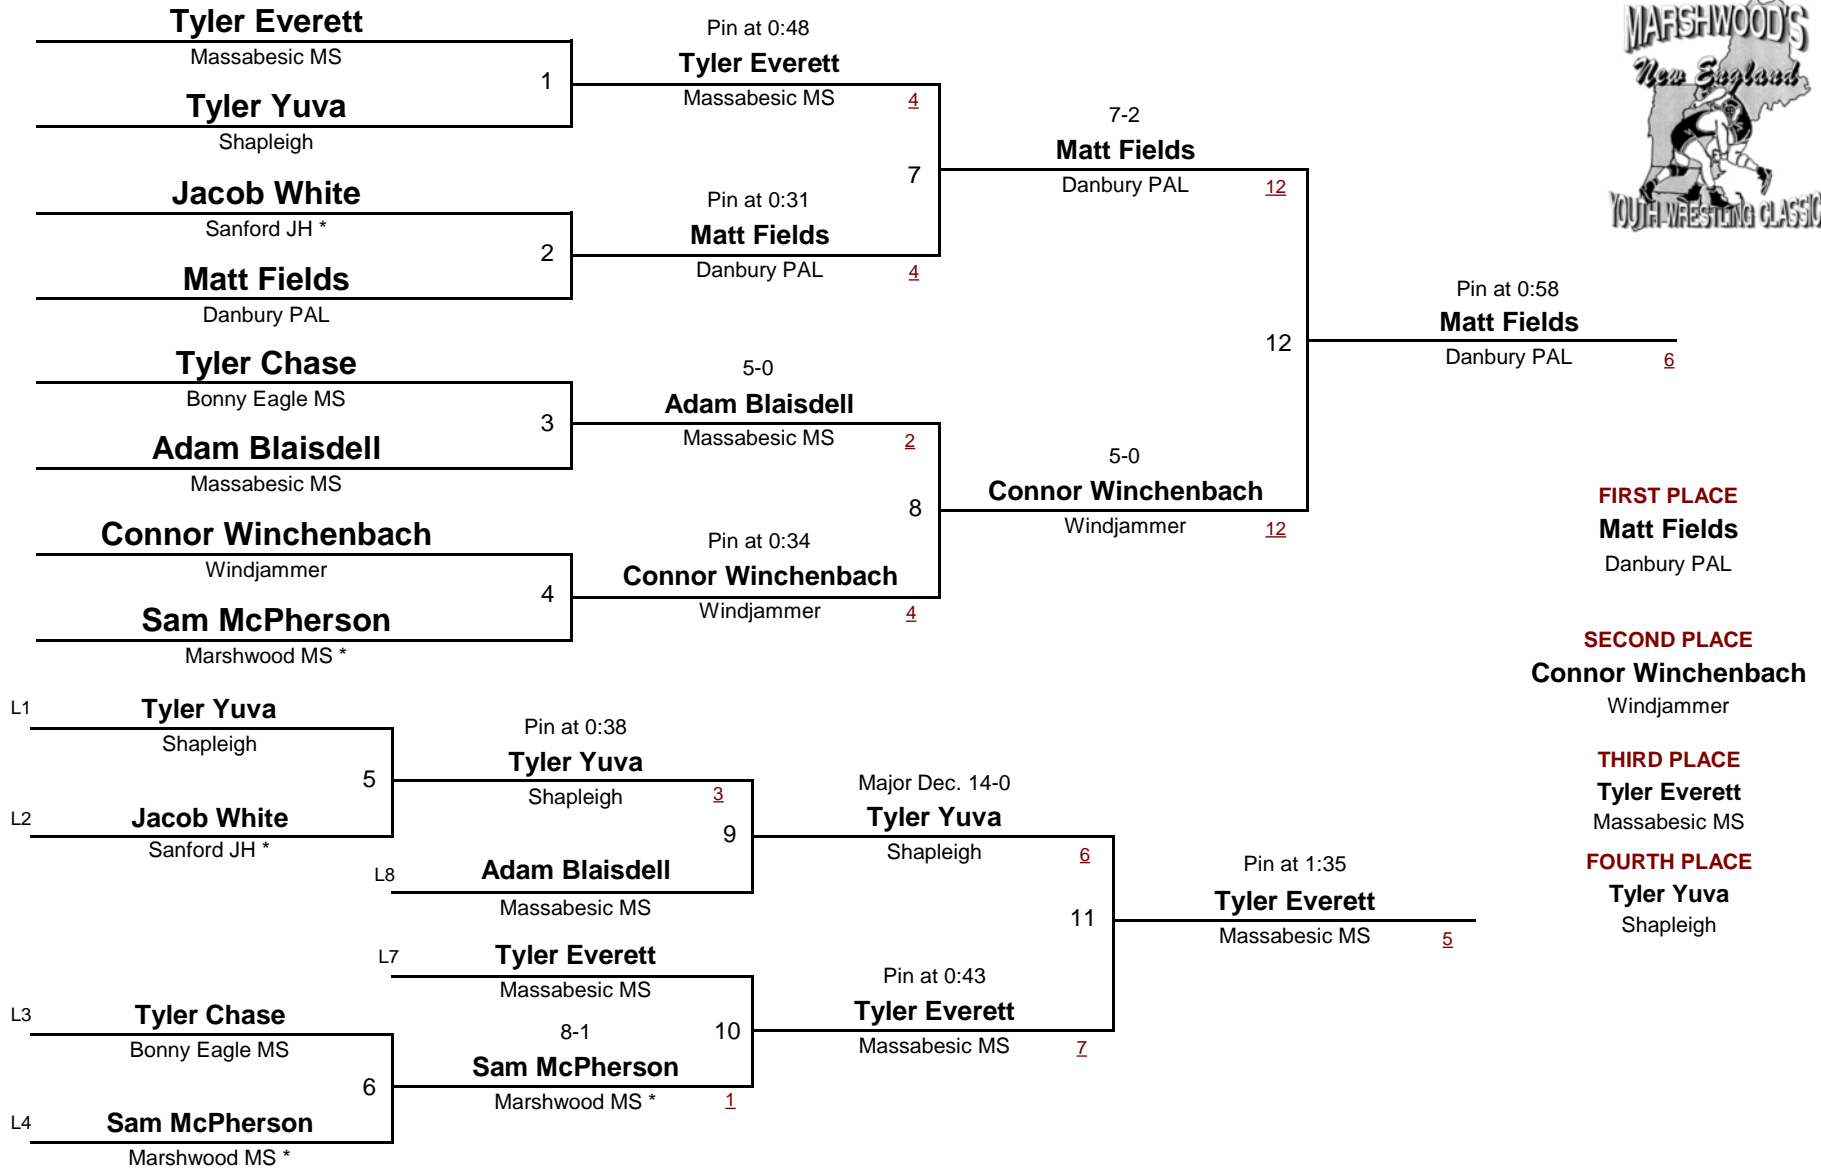 Tyler Everett
Massabesic MS
1
Tyler Yuva
Shapleigh
Jacob White
Sanford JH *
2
Matt Fields
Danbury PAL
Tyler Chase
Bonny Eagle MS
3
Adam Blaisdell
Massabesic MS
Connor Winchenbach
Windjammer
4
Sam McPherson
Marshwood MS *
Pin at 0:48
Tyler Everett
Massabesic MS 4
7
Pin at 0:31
Matt Fields
Danbury PAL 4
5-0
Adam Blaisdell
Massabesic MS 2
8
Pin at 0:34
Connor Winchenbach
Windjammer 4
7-2
Matt Fields
Danbury PAL 12
12
5-0
Connor Winchenbach
Windjammer 12
Pin at 0:58
Matt Fields
Danbury PAL 6
MARSHWOOD'S
New England
YOUTH WRESTLING CLASSIC
FIRST PLACE
Matt Fields
Danbury PAL
SECOND PLACE
Connor Winchenbach
Windjammer
THIRD PLACE
Tyler Everett
Massabesic MS
FOURTH PLACE
Tyler Yuva
Shapleigh
L1 Tyler Yuva
Shapleigh
5
L2 Jacob White
Sanford JH *
Pin at 0:38
Tyler Yuva
Shapleigh 3
9
L8 Adam Blaisdell
Massabesic MS
L7 Tyler Everett
Massabesic MS
10
8-1
Sam McPherson
Marshwood MS * 1
L3 Tyler Chase
Bonny Eagle MS
6
L4 Sam McPherson
Marshwood MS *
Major Dec. 14-0
Tyler Yuva
Shapleigh 6
11
Pin at 0:43
Tyler Everett
Massabesic MS 7
Pin at 1:35
Tyler Everett
Massabesic MS 5